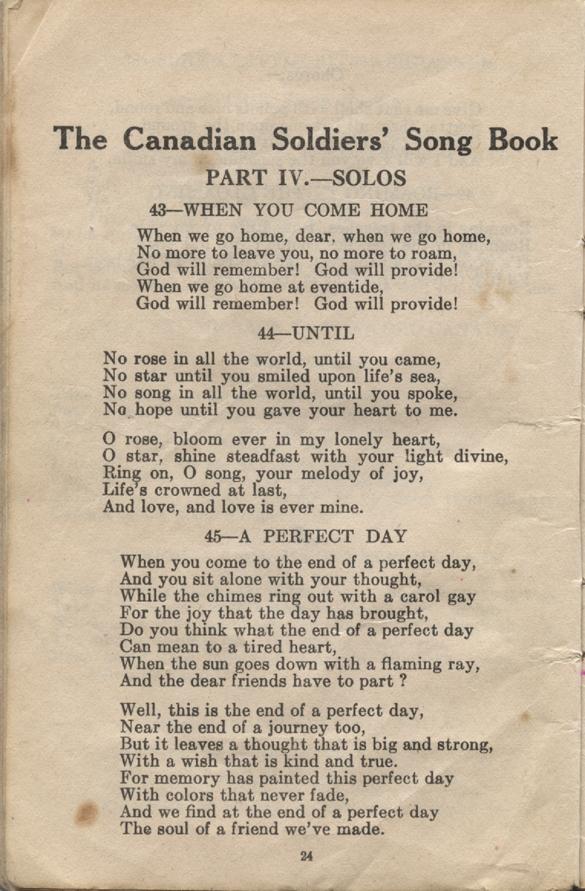 The Canadian Soldiers' Song Book
PART IV.—SOLOS
43—WHEN YOU COME HOME
When we go home, dear, when we go home,
No more to leave you, no more to roam,
God will remember! God will provide!
When we go home at eventide,
God will remember! God will provide!
44—UNTIL
No rose in all the world, until you came,
No star until you smiled upon life's sea,
No song in all the world, until you spoke,
No hope until you gave your heart to me.
O rose, bloom ever in my lonely heart,
O star, shine steadfast with your light divine,
Ring on, O song, your melody of joy,
Life's crowned at last,
And love, and love is ever mine.
45—A PERFECT DAY
When you come to the end of a perfect day,
And you sit alone with your thought,
While the chimes ring out with a carol gay
For the joy that the day has brought,
Do you think what the end of a perfect day
Can mean to a tired heart,
When the sun goes down with a flaming ray,
And the dear friends have to part ?
Well, this is the end of a perfect day,
Near the end of a journey too,
But it leaves a thought that is big and strong,
With a wish that is kind and true.
For memory has painted this perfect day
With colors that never fade,
And we find at the end of a perfect day
The soul of a friend we've made.
24